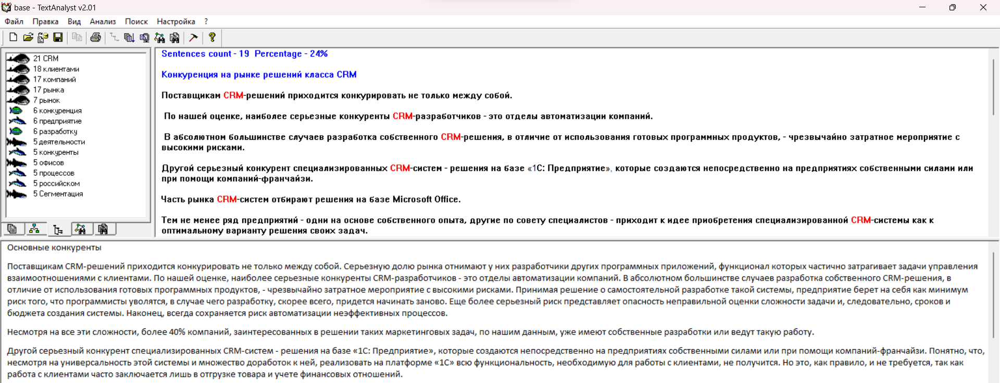 base - TextAnalyst v2.01
Файл Правка Вид Анализ Поиск Настройка ?
21 CRM
18 клиентами
17 компаний
17 рынка
7 рынок
6 конкуренция
6 предприятие
6 разработку
5 деятельности
5 конкуренты
5 офисов
5 процессов
5 российском
5 Сегментация
Sentences count - 19 Percentage - 24%
Конкуренция на рынке решений класса CRM
Поставщикам CRM-решений приходится конкурировать не только между собой.
По нашей оценке, наиболее серьезные конкуренты CRM-разработчиков - это отделы автоматизации компаний.
В абсолютном большинстве случаев разработка собственного CRM-решения, в отличие от использования готовых программных продуктов, - чрезвычайно затратное мероприятие с
высокими рисками.
Другой серьезный конкурент специализированных CRM-систем - решения на базе «1С: Предприятие», которые создаются непосредственно на предприятиях собственными силами или
при помощи компаний-франчайзи.
Часть рынка CRM-систем отбирают решения на базе Microsoft Office.
Тем не менее ряд предприятий - одни на основе собственного опыта, другие по совету специалистов - приходит к идее приобретения специализированной CRM-системы как к
оптимальному варианту решения своих задач.
Основные конкуренты
Поставщикам CRM-решений приходится конкурировать не только между собой. Серьезную долю рынка отнимают у них разработчики других программных приложений, функционал которых частично затрагивает задачи управления
взаимоотношениями с клиентами. По нашей оценке, наиболее серьезные конкуренты CRM-разработчиков - это отделы автоматизации компаний. В абсолютном большинстве случаев разработка собственного CRM-решения, в
отличие от использования готовых программных продуктов, - чрезвычайно затратное мероприятие с высокими рисками. Принимая решение о самостоятельной разработке такой системы, предприятие берет на себя как минимум
риск того, что программисты уволятся, в случае чего разработку, скорее всего, придется начинать заново. Еще более серьезный риск представляет опасность неправильной оценки сложности задачи и, следовательно, сроков и
бюджета создания системы. Наконец, всегда сохраняется риск автоматизации неэффективных процессов.
Несмотря на все эти сложности, более 40% компаний, заинтересованных в решении таких маркетинговых задач, по нашим данным, уже имеют собственные разработки или ведут такую работу.
Другой серьезный конкурент специализированных CRM-систем - решения на базе «1С: Предприятие», которые создаются непосредственно на предприятиях собственными силами или при помощи компаний-франчайзи. Понятно, что,
несмотря на универсальность этой системы и множество доработок к ней, реализовать на платформе «1С» всю функциональность, необходимую для работы с клиентами, не получится. Но это, как правило, и не требуется, так как
работа с клиентами часто заключается лишь в отгрузке товара и учете финансовых отношений.